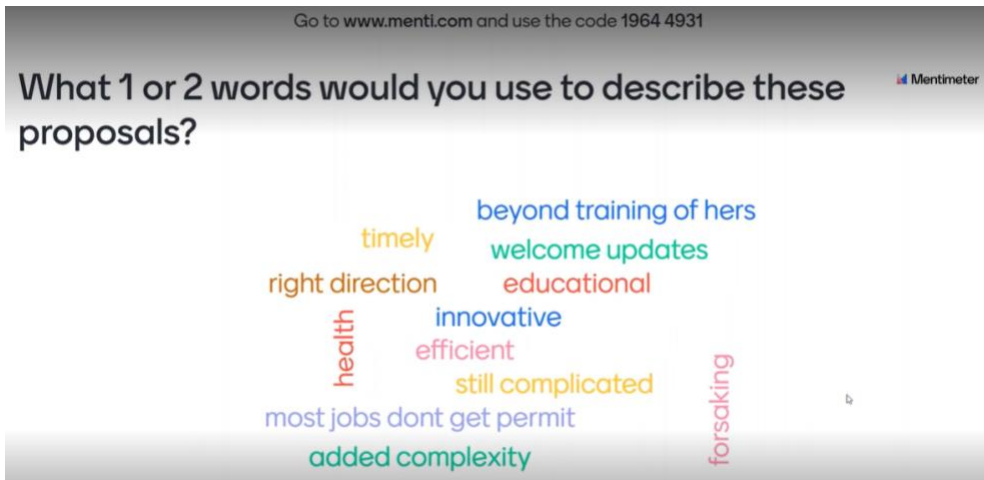 Go to www.menti.com and use the code 1964 4931
What 1 or 2 words would you use to describe these
proposals?
Mentimeter
beyond training of hers
timely
welcome updates
right direction
educational
health
innovative
efficient
still complicated
forsaking
most jobs dont get permit
added complexity